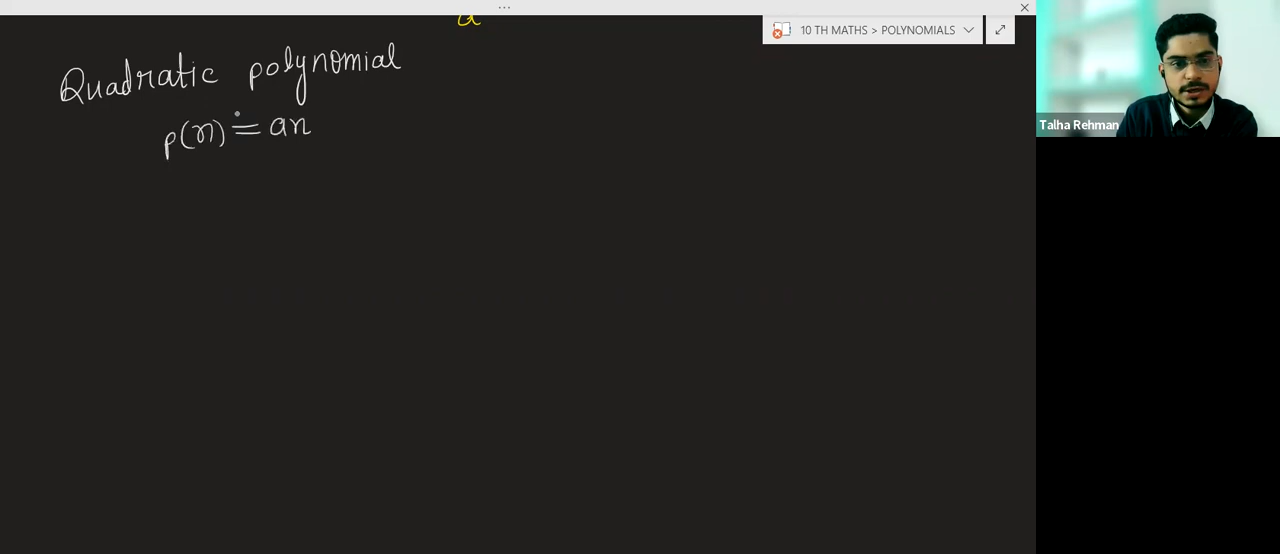 10 TH MATHS > POLYNOMIALS
Talha Rehman
Quadratic polynomial
p(x) = ax